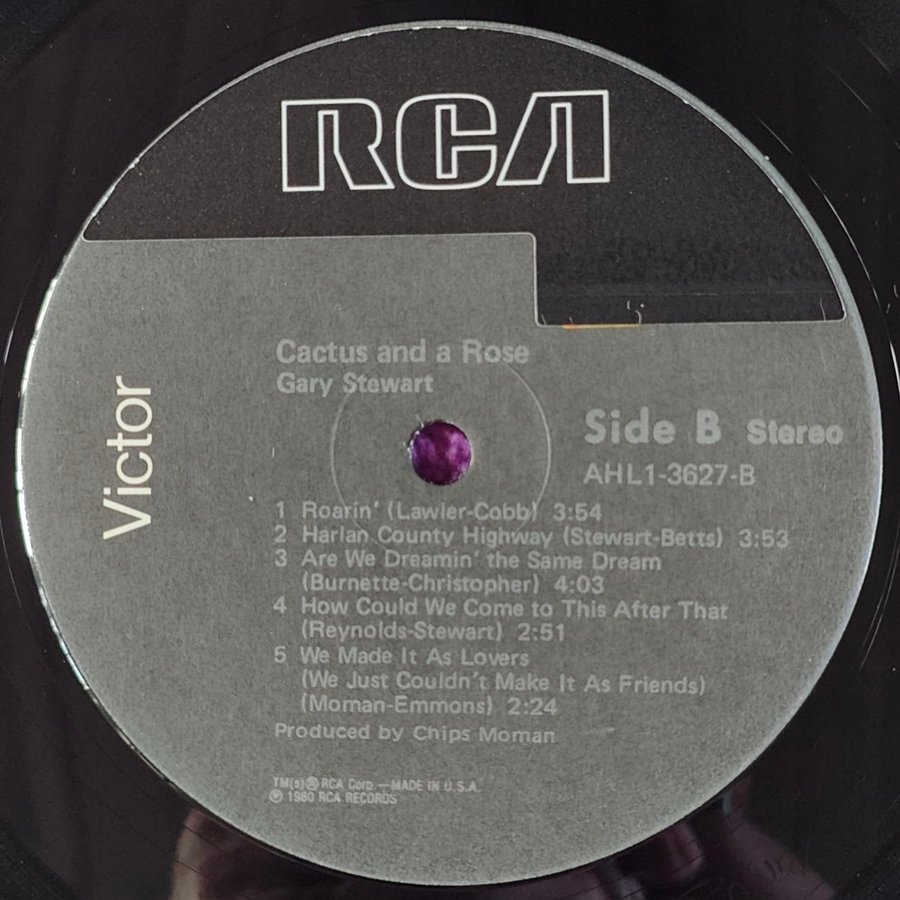 RCA
Victor
Cactus and a Rose
Gary Stewart
Side B Stereo
AHL1-3627-B
1 Roarin' (Lawler-Cobb) 3:54
2 Harlan County Highway (Stewart-Betts) 3:53
3 Are We Dreamin' the Same Dream
(Burnette-Christopher) 4:03
4 How Could We Come to This After That
(Reynolds-Stewart) 2:51
5 We Made It As Lovers
(We Just Couldn't Make It As Friends)
(Moman-Emmons) 2:24
Produced by Chips Moman
TM(s)® RCA Corp.—MADE IN U.S.A.
℗ 1980 RCA RECORDS